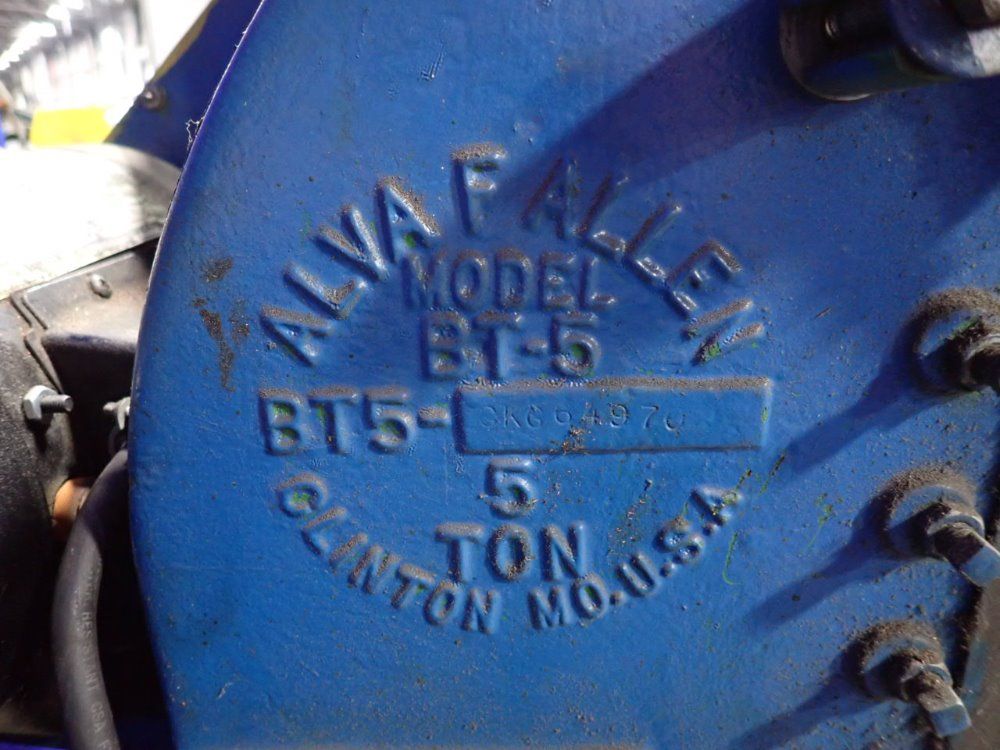 ALVA F ALLEN
MODEL
BT-5
BT5-
5
TON
CLINTON MO. U.S.A